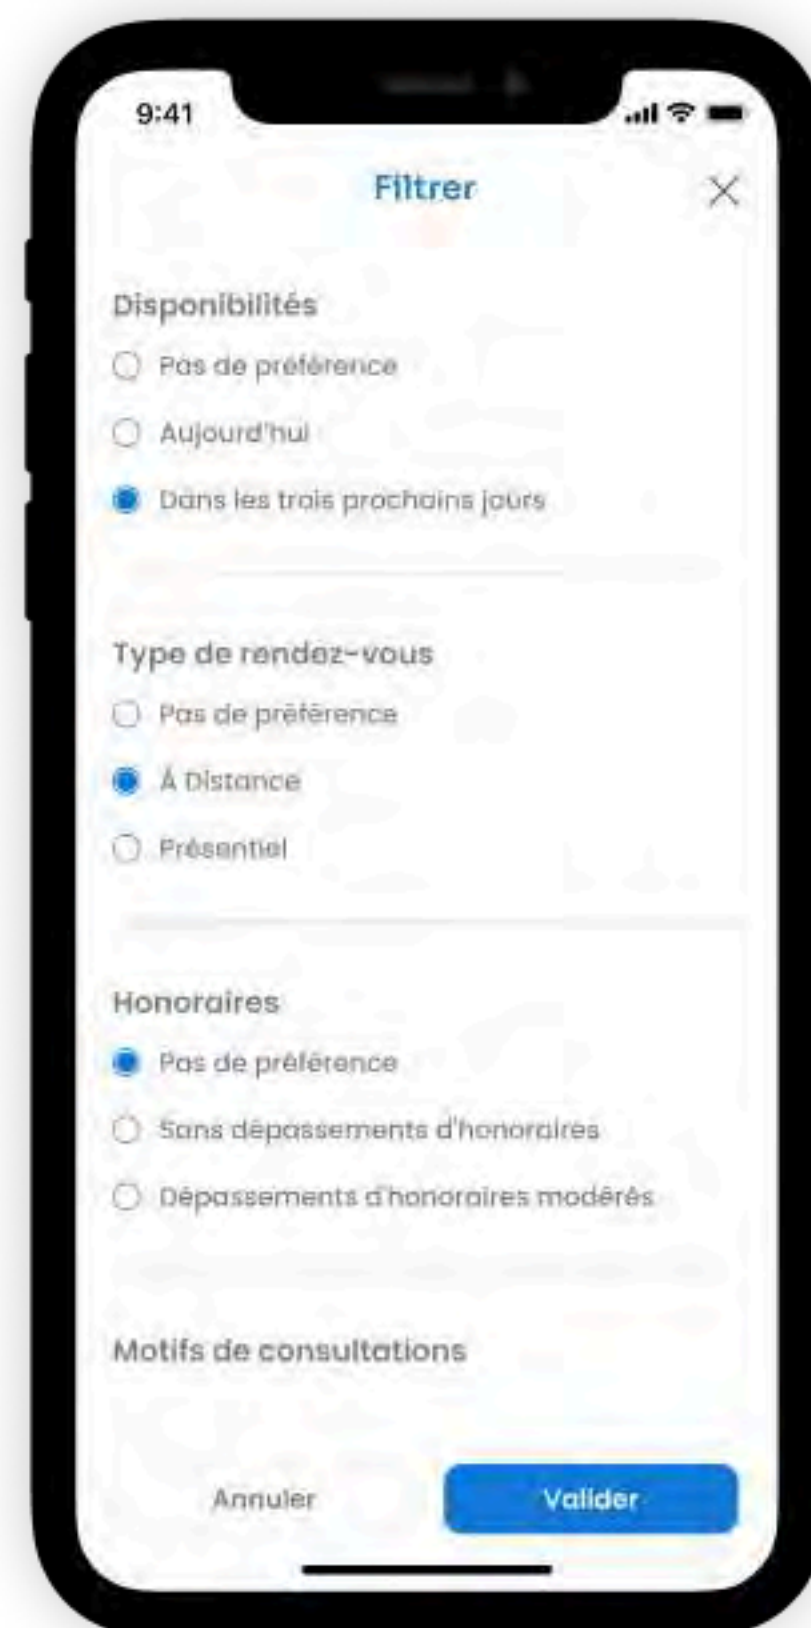 9:41
Filtrer
Disponibilités
Pas de préférence
Aujourd'hui
Dans les trois prochains jours
Type de rendez-vous
Pas de préférence
À Distance
Présentiel
Honoraires
Pas de préférence
Sans dépassements d'honoraires
Dépassements d'honoraires modérés
Motifs de consultations
Annuler
Valider